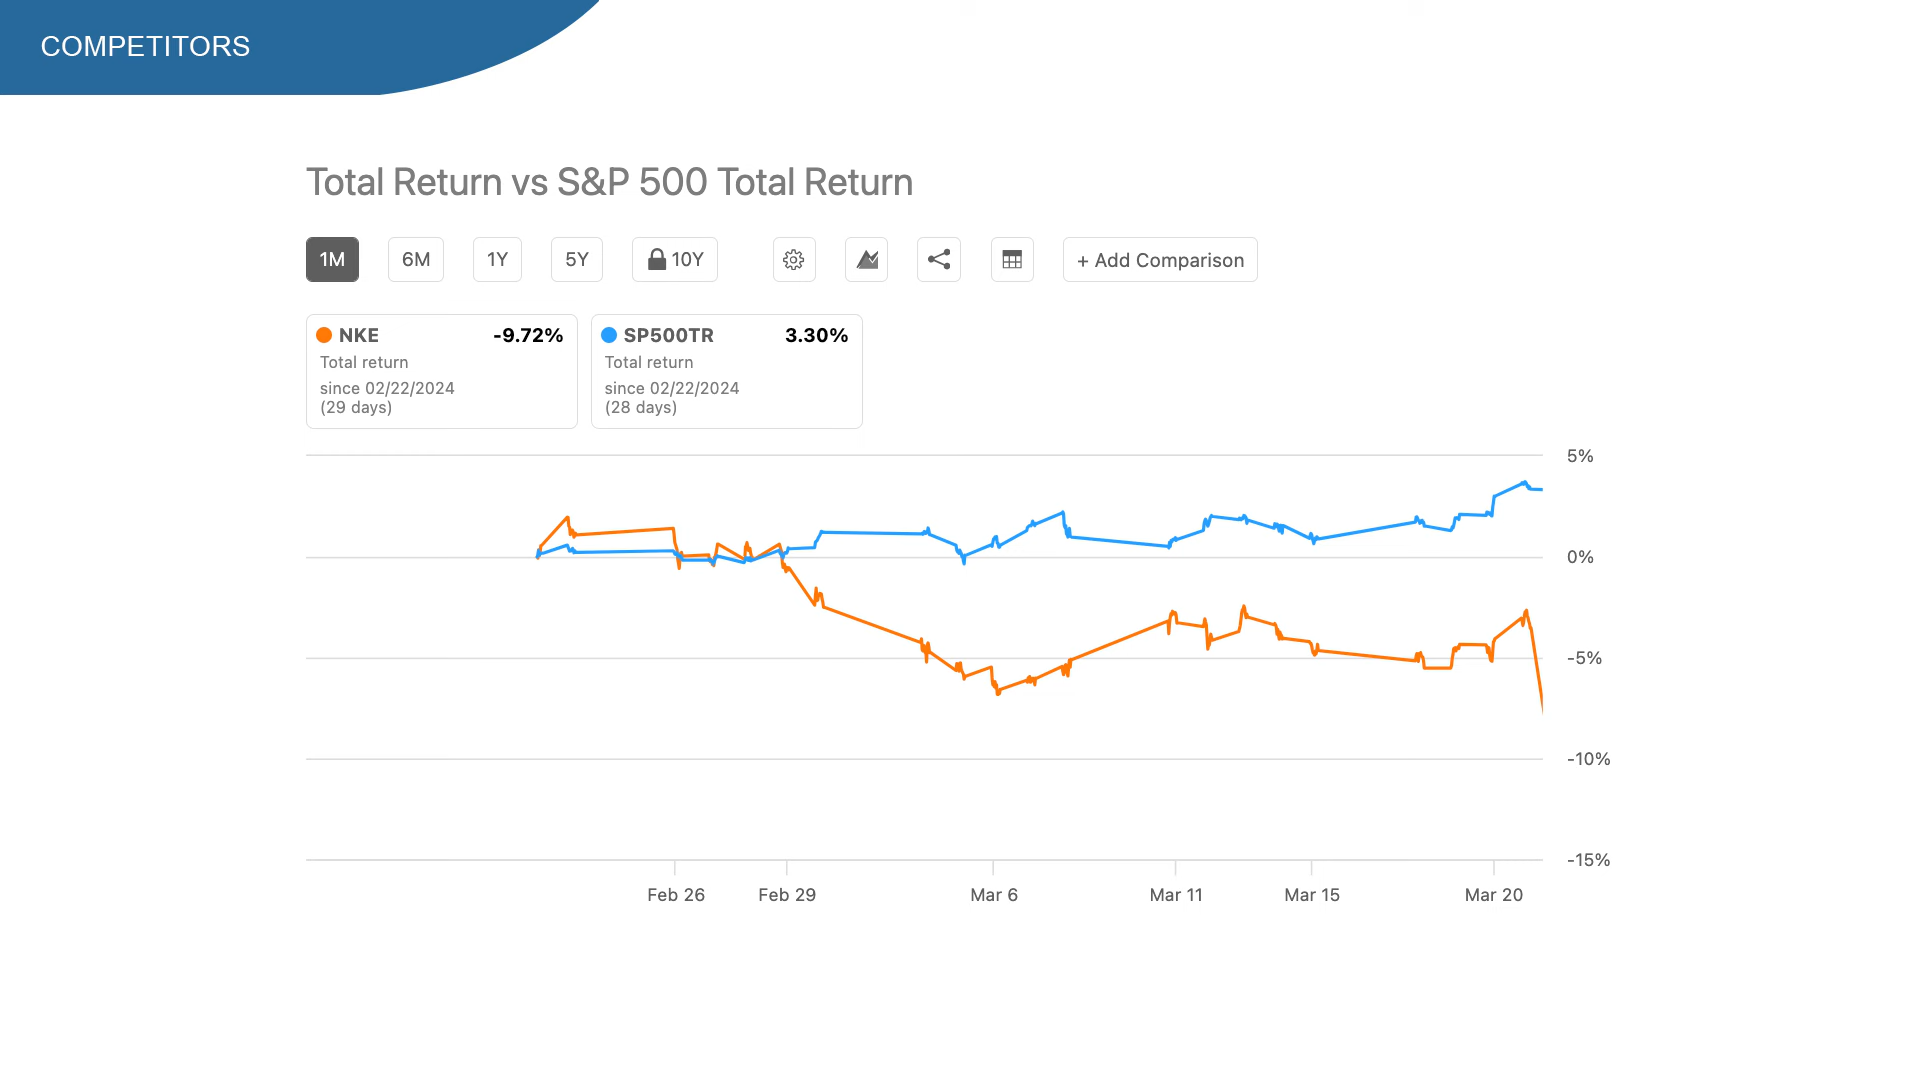 COMPETITORS
Total Return vs S&P 500 Total Return
1M 6M 1Y 5Y 10Y + Add Comparison
NKE -9.72%
Total return
since 02/22/2024
(29 days)
SP500TR 3.30%
Total return
since 02/22/2024
(28 days)
5%
0%
-5%
-10%
-15%
Feb 26 Feb 29 Mar 6 Mar 11 Mar 15 Mar 20